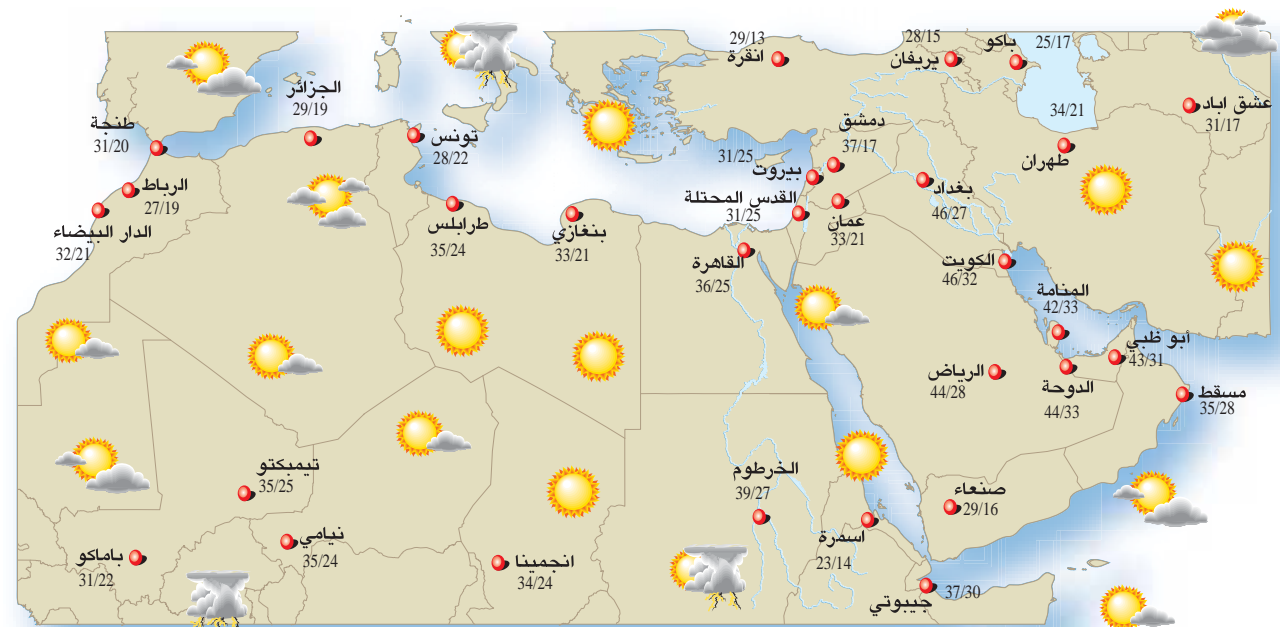 29/13
انقرة
28/15
يريفان
باكو
25/17
عشق اباد
31/17
34/21
طهران
الجزائر
29/19
طنجة
31/20
تونس
28/22
دمشق
37/17
31/25
بيروت
بغداد
46/27
الرباط
27/19
الدار البيضاء
32/21
طرابلس
35/24
بنغازي
33/21
القدس المحتلة
31/25
عمان
33/21
القاهرة
36/25
الكويت
46/32
المنامة
42/33
أبو ظبي
43/31
الرياض
44/28
الدوحة
44/33
مسقط
35/28
تيمبكتو
35/25
الخرطوم
39/27
صنعاء
29/16
نيامي
35/24
باماكو
31/22
انجمينا
34/24
اسمرة
23/14
37/30
جيبوتي